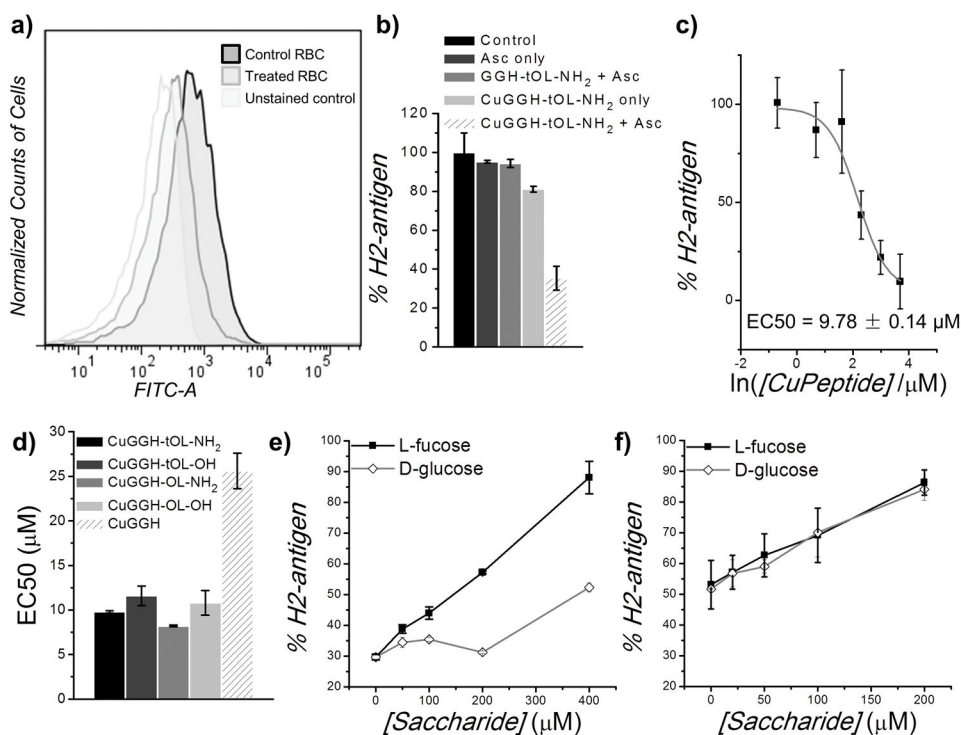 a)
Control RBC
Treated RBC
Unstained control
Normalized Counts of Cells
10^1 10^2 10^3 10^4 10^5
FITC-A
b)
Control
Asc only
GGH-tOL-NH2 + Asc
CuGGH-tOL-NH2 only
CuGGH-tOL-NH2 + Asc
% H2-antigen
120
100
80
60
40
20
0
c)
% H2-antigen
100
50
0
EC50 = 9.78 ± 0.14 µM
-2 0 2 4
ln([CuPeptide]/µM)
d)
CuGGH-tOL-NH2
CuGGH-tOL-OH
CuGGH-OL-NH2
CuGGH-OL-OH
CuGGH
EC50 (µM)
30
25
20
15
10
5
0
e)
L-fucose
D-glucose
% H2-antigen
100
90
80
70
60
50
40
30
20
0 100 200 300 400
[Saccharide] (µM)
f)
L-fucose
D-glucose
% H2-antigen
100
90
80
70
60
50
40
30
20
0 50 100 150 200
[Saccharide] (µM)